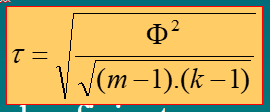 τ = √(Φ² / √((m−1).(k−1)))